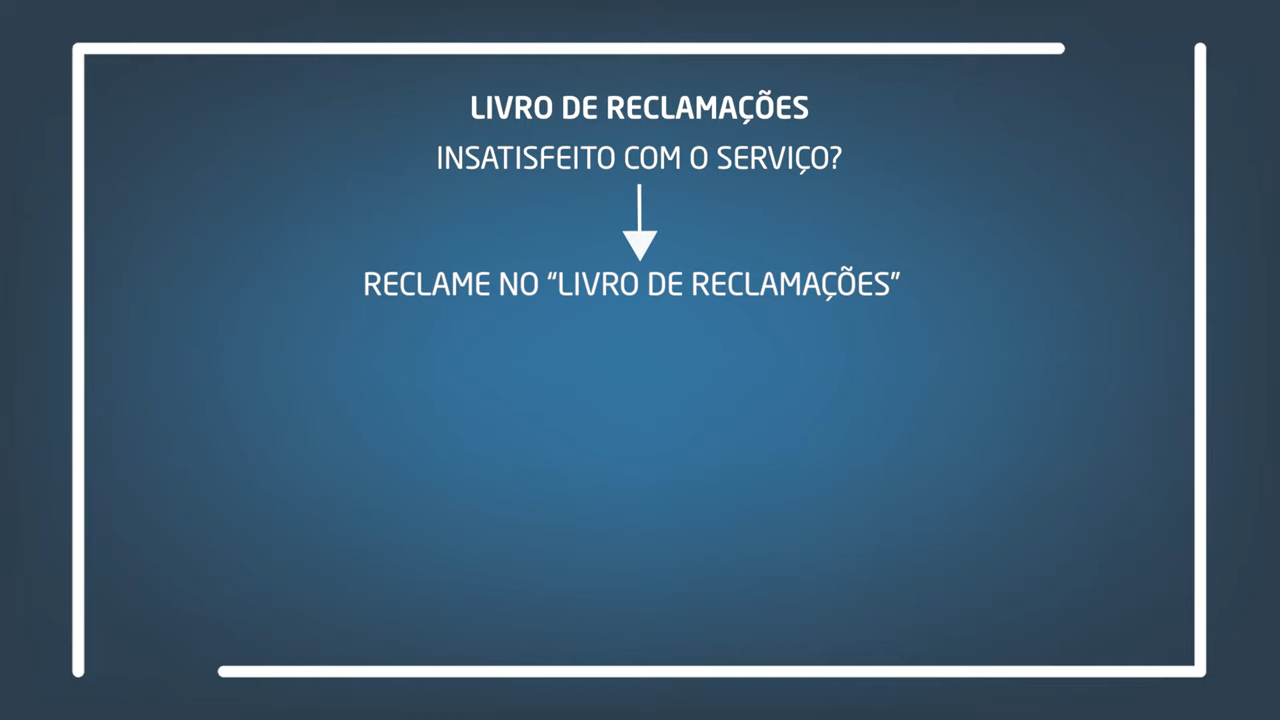 LIVRO DE RECLAMAÇÕES
INSATISFEITO COM O SERVIÇO?
RECLAME NO “LIVRO DE RECLAMAÇÕES”